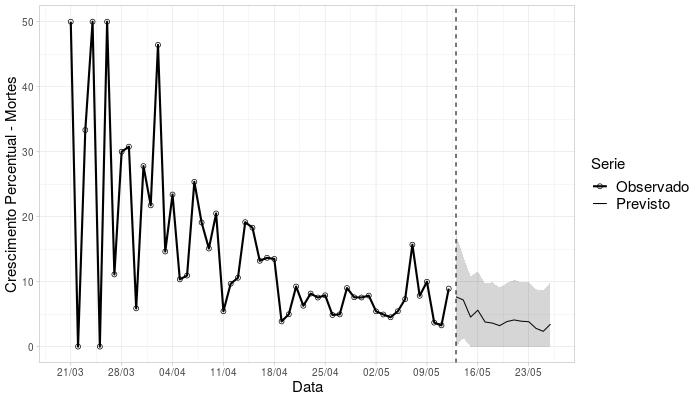 Crescimento Percentual - Mortes
50
40
30
20
10
0
21/03 28/03 04/04 11/04 18/04 25/04 02/05 09/05 16/05 23/05
Data
Serie
Observado
Previsto